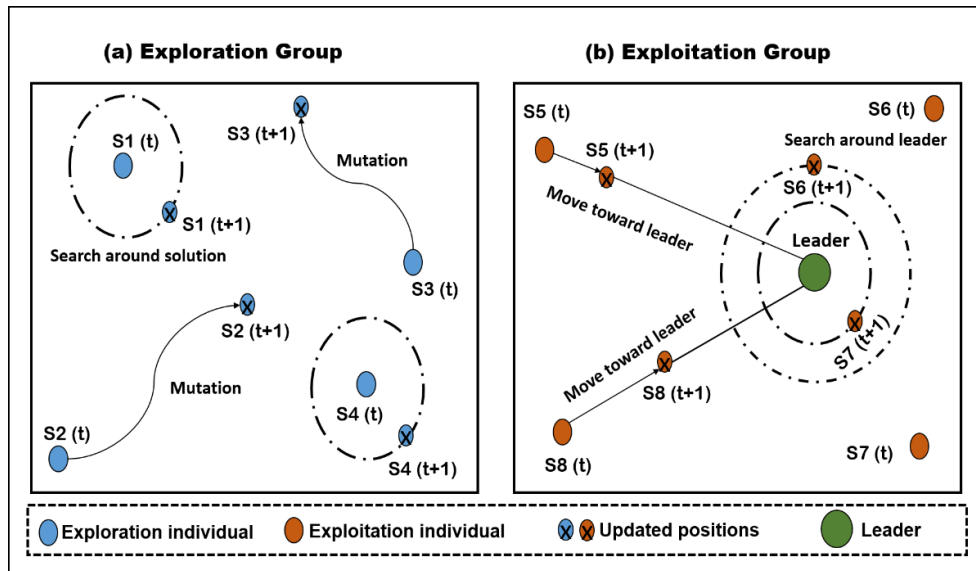 (a) Exploration Group
S1 (t)
S1 (t+1)
Search around solution
S3 (t+1)
Mutation
S3 (t)
S2 (t+1)
Mutation
S2 (t)
S4 (t)
S4 (t+1)
(b) Exploitation Group
S5 (t)
S5 (t+1)
Move toward leader
S6 (t)
Search around leader
S6 (t+1)
Leader
S7 (t+1)
Move toward leader
S8 (t+1)
S8 (t)
S7 (t)
Exploration individual
Exploitation individual
X X Updated positions
Leader